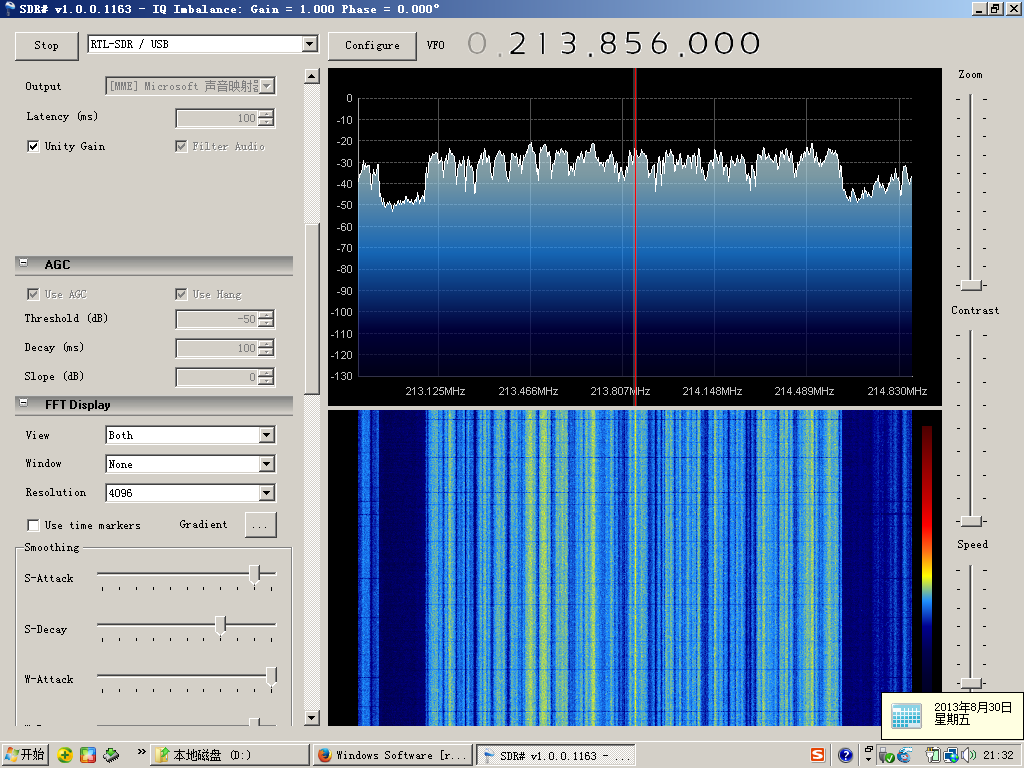 SDR# v1.0.0.1163 - IQ Imbalance: Gain = 1.000 Phase = 0.000°
Stop
RTL-SDR / USB
Configure
VFO
0.213.856.000
Output
[MME] Microsoft 声音映射器
Latency (ms)
100
Unity Gain
Filter Audio
AGC
Use AGC
Use Hang
Threshold (dB)
-50
Decay (ms)
100
Slope (dB)
0
FFT Display
View
Both
Window
None
Resolution
4096
Use time markers
Gradient
...
Smoothing
S-Attack
S-Decay
W-Attack
0
-10
-20
-30
-40
-50
-60
-70
-80
-90
-100
-110
-120
-130
213.125MHz
213.466MHz
213.807MHz
214.148MHz
214.489MHz
214.830MHz
Zoom
Contrast
Speed
2013年8月30日
星期五
开始
本地磁盘 (D:)
Windows Software [r...
SDR# v1.0.0.1163 - ...
21:32